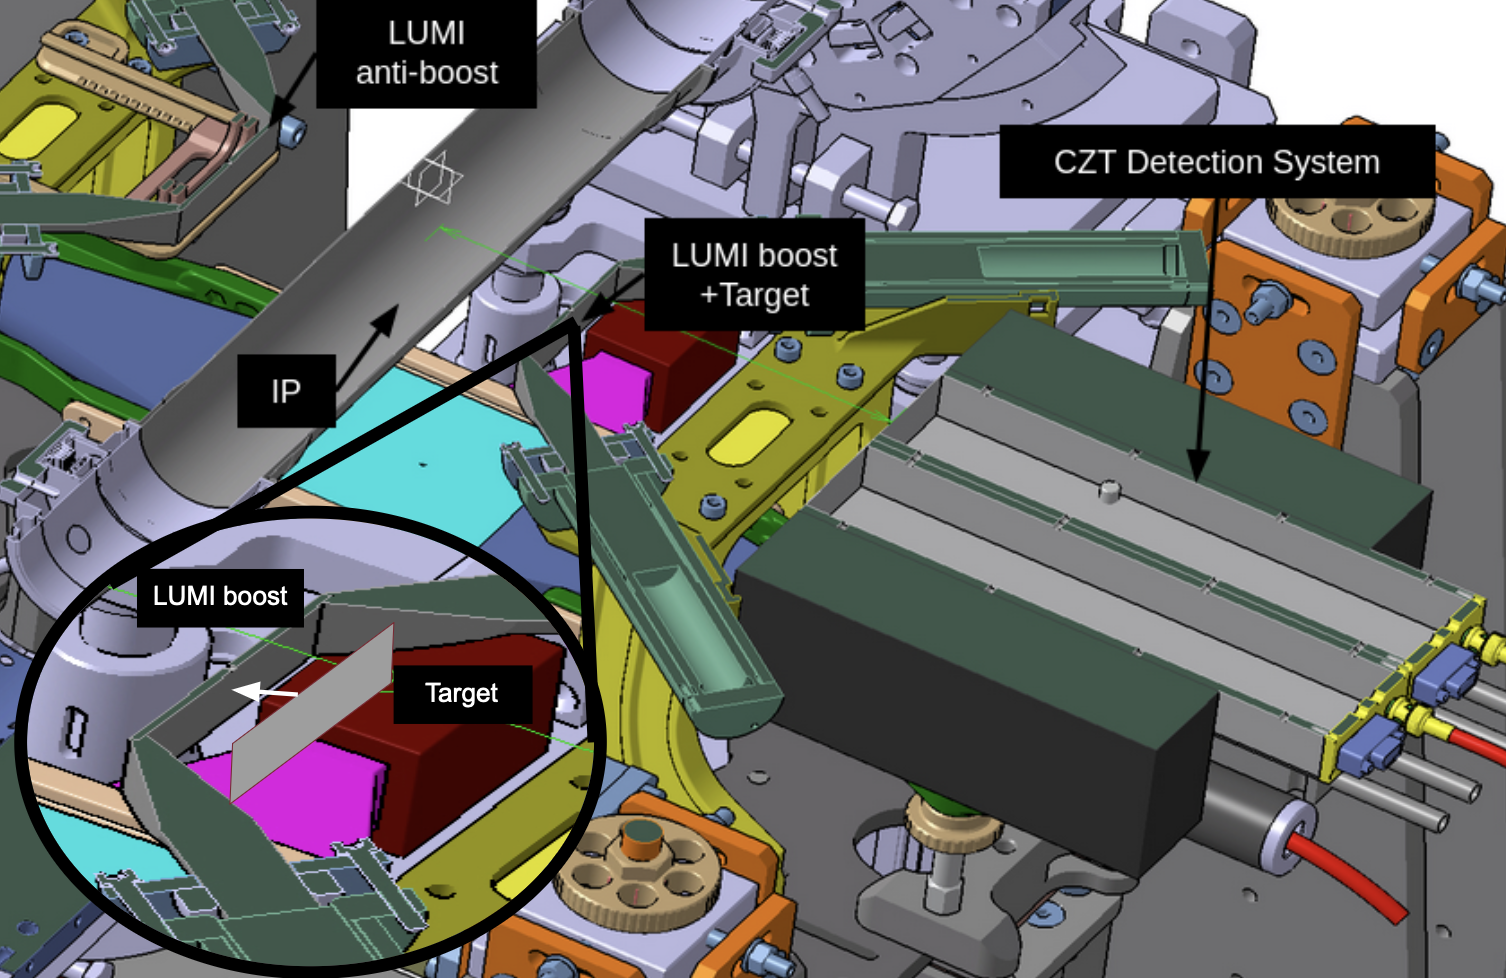 LUMI
anti-boost
CZT Detection System
LUMI boost
+Target
IP
LUMI boost
Target